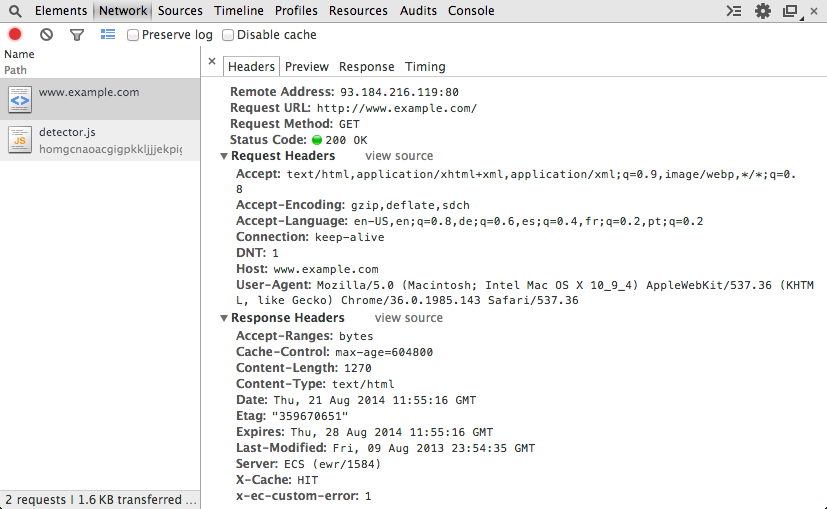 Elements Network Sources Timeline Profiles Resources Audits Console
Preserve log Disable cache
Name
Path
www.example.com
detector.js
homgcnaoacgigpkkljjjekpig
2 requests | 1.6 KB transferred ...
Headers Preview Response Timing
Remote Address: 93.184.216.119:80
Request URL: http://www.example.com/
Request Method: GET
Status Code: 200 OK
Request Headers view source
Accept: text/html,application/xhtml+xml,application/xml;q=0.9,image/webp,*/*;q=0.
8
Accept-Encoding: gzip,deflate,sdch
Accept-Language: en-US,en;q=0.8,de;q=0.6,es;q=0.4,fr;q=0.2,pt;q=0.2
Connection: keep-alive
DNT: 1
Host: www.example.com
User-Agent: Mozilla/5.0 (Macintosh; Intel Mac OS X 10_9_4) AppleWebKit/537.36 (KHTM
L, like Gecko) Chrome/36.0.1985.143 Safari/537.36
Response Headers view source
Accept-Ranges: bytes
Cache-Control: max-age=604800
Content-Length: 1270
Content-Type: text/html
Date: Thu, 21 Aug 2014 11:55:16 GMT
Etag: "359670651"
Expires: Thu, 28 Aug 2014 11:55:16 GMT
Last-Modified: Fri, 09 Aug 2013 23:54:35 GMT
Server: ECS (ewr/1584)
X-Cache: HIT
x-ec-custom-error: 1